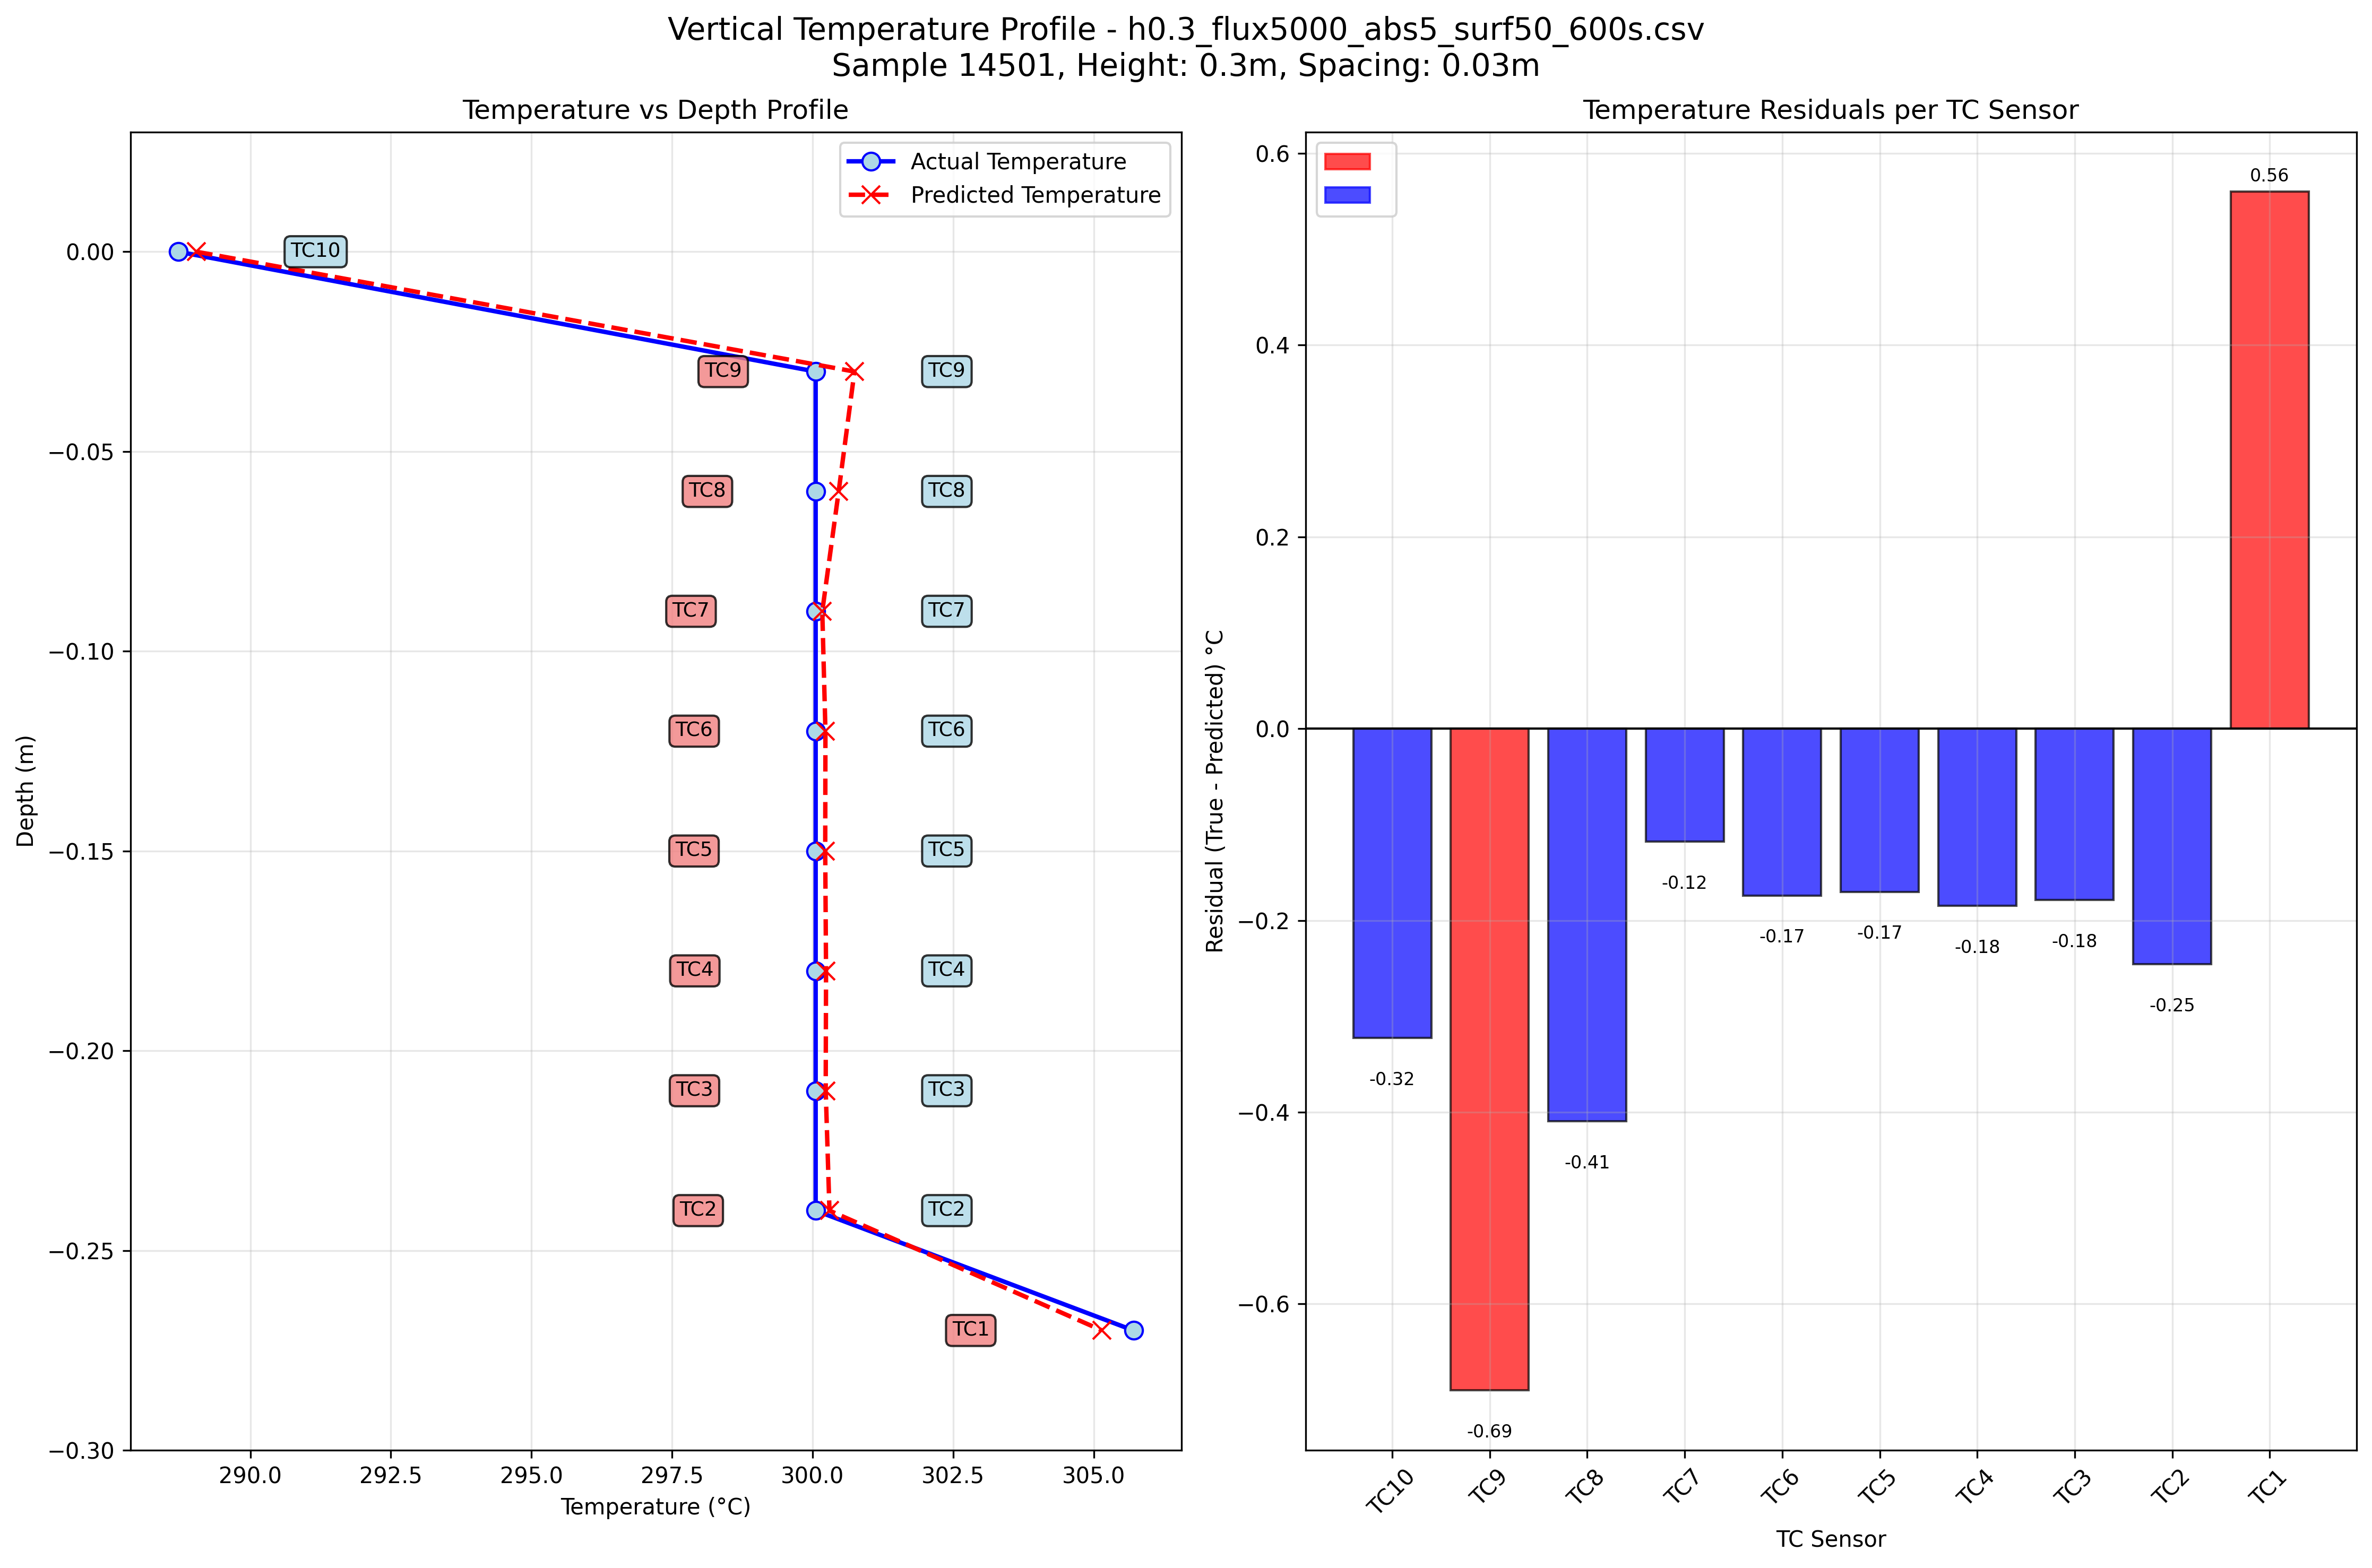 Vertical Temperature Profile - h0.3_flux5000_abs5_surf50_600s.csv
Sample 14501, Height: 0.3m, Spacing: 0.03m
Temperature vs Depth Profile
Actual Temperature
Predicted Temperature
TC10
TC9
TC9
TC8
TC8
TC7
TC7
TC6
TC6
TC5
TC5
TC4
TC4
TC3
TC3
TC2
TC2
TC1
0.00
−0.05
−0.10
−0.15
−0.20
−0.25
−0.30
Depth (m)
290.0 292.5 295.0 297.5 300.0 302.5 305.0
Temperature (°C)
Temperature Residuals per TC Sensor
0.6
0.4
0.2
0.0
−0.2
−0.4
−0.6
Residual (True - Predicted) °C
-0.32
-0.69
-0.41
-0.12
-0.17
-0.17
-0.18
-0.18
-0.25
0.56
TC10 TC9 TC8 TC7 TC6 TC5 TC4 TC3 TC2 TC1
TC Sensor